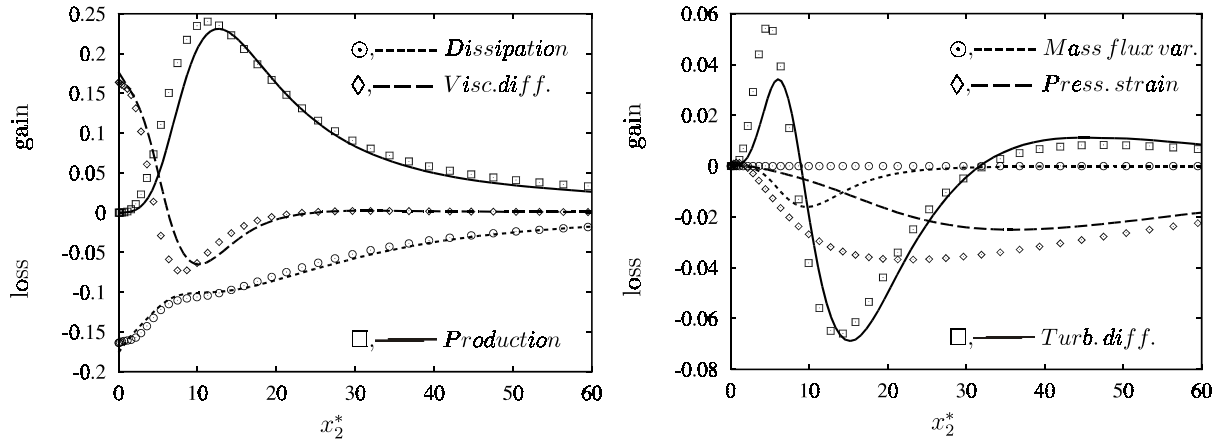 0.25
0.2
0.15
0.1
0.05
0
-0.05
-0.1
-0.15
-0.2
gain
loss
Dissipation
Visc.diff.
Production
0 10 20 30 40 50 60
x₂*
0.06
0.04
0.02
0
-0.02
-0.04
-0.06
-0.08
gain
loss
Mass flux var.
Press. strain
Turb. diff.
0 10 20 30 40 50 60
x₂*